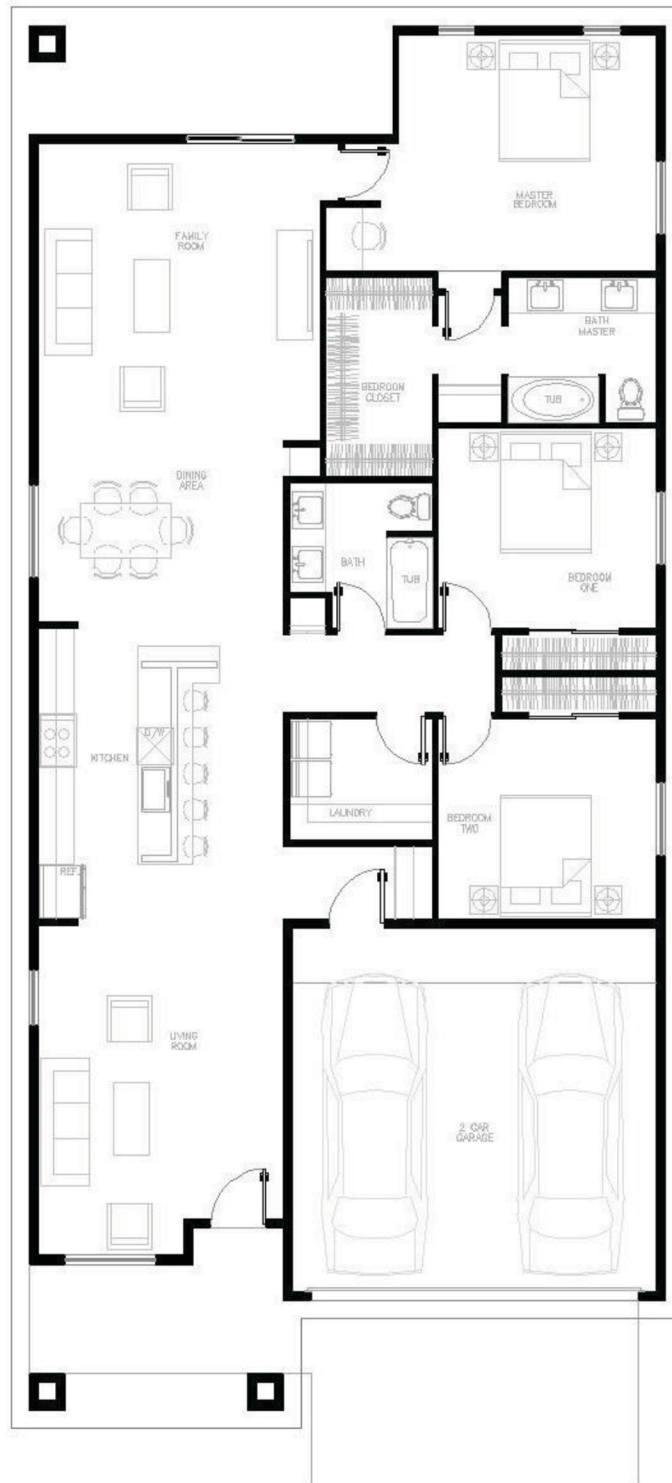 MASTER
BEDROOM
FAMILY
ROOM
BATH
MASTER
BEDROOM
CLOSET
TUB
DINING
AREA
BATH
TUB
BEDROOM
ONE
D/W
KITCHEN
LAUNDRY
BEDROOM
TWO
REF.
LIVING
ROOM
2 CAR
GARAGE